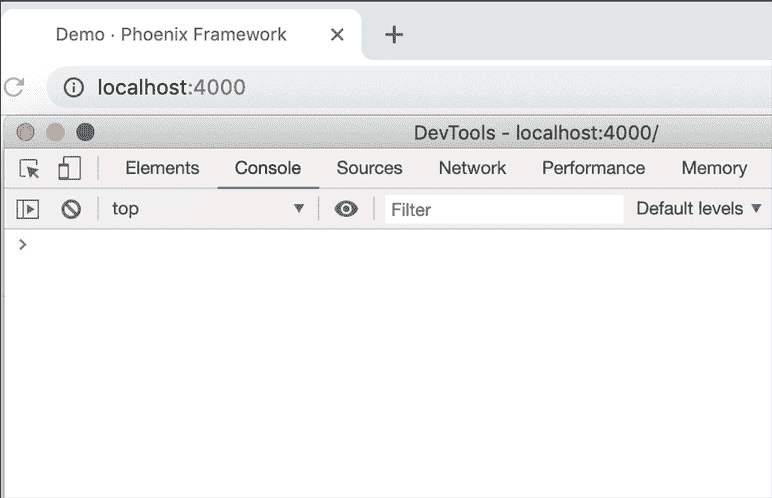 Demo · Phoenix Framework
localhost:4000
DevTools - localhost:4000/
Elements Console Sources Network Performance Memory
top Filter Default levels